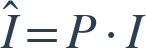 Î = P · I